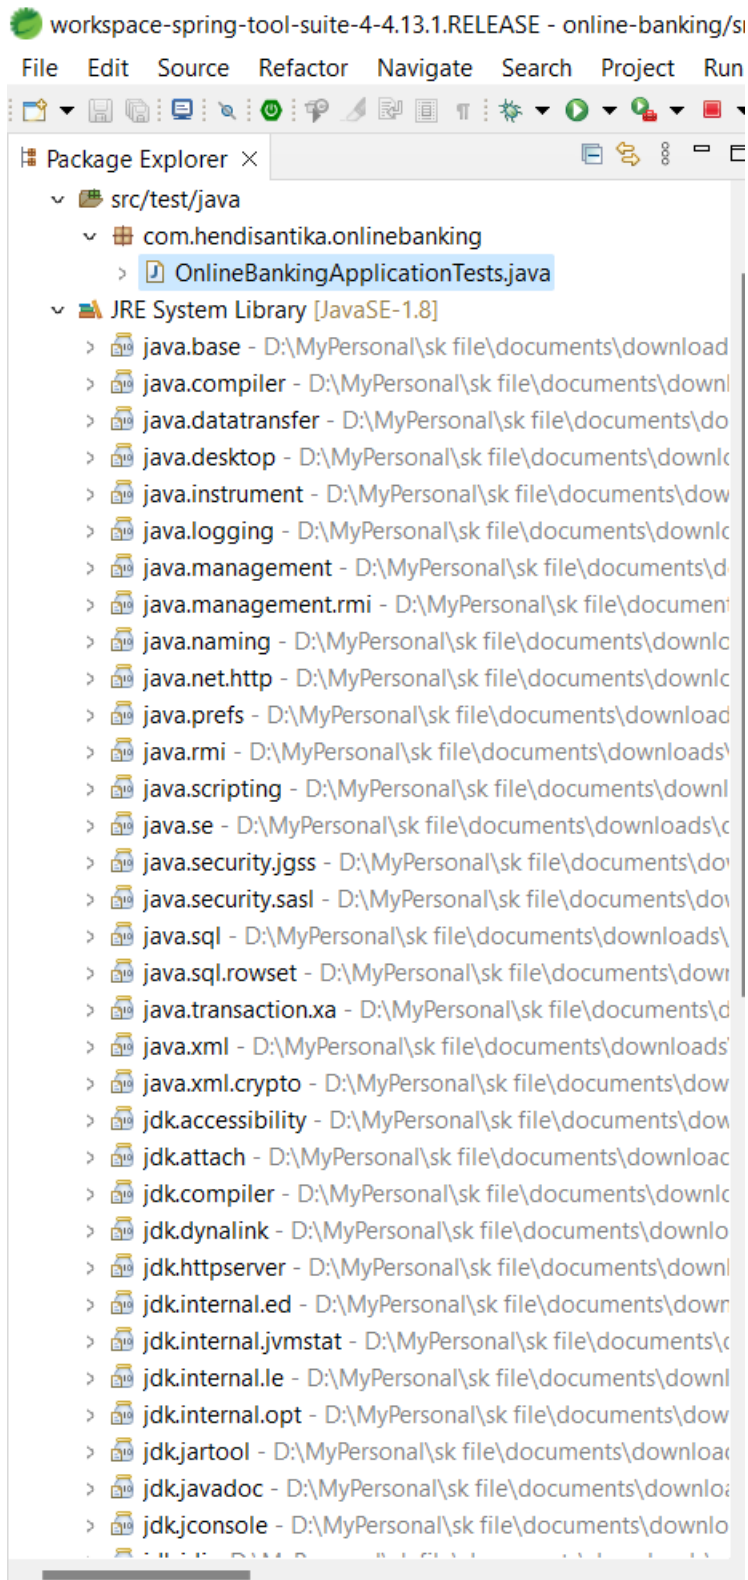 workspace-spring-tool-suite-4-4.13.1.RELEASE - online-banking/sr
File Edit Source Refactor Navigate Search Project Run
Package Explorer
src/test/java
com.hendisantika.onlinebanking
OnlineBankingApplicationTests.java
JRE System Library [JavaSE-1.8]
java.base - D:\MyPersonal\sk file\documents\download
java.compiler - D:\MyPersonal\sk file\documents\downl
java.datatransfer - D:\MyPersonal\sk file\documents\do
java.desktop - D:\MyPersonal\sk file\documents\downlo
java.instrument - D:\MyPersonal\sk file\documents\dow
java.logging - D:\MyPersonal\sk file\documents\downlo
java.management - D:\MyPersonal\sk file\documents\d
java.management.rmi - D:\MyPersonal\sk file\document
java.naming - D:\MyPersonal\sk file\documents\downlo
java.net.http - D:\MyPersonal\sk file\documents\downlo
java.prefs - D:\MyPersonal\sk file\documents\download
java.rmi - D:\MyPersonal\sk file\documents\downloads\
java.scripting - D:\MyPersonal\sk file\documents\downl
java.se - D:\MyPersonal\sk file\documents\downloads\c
java.security.jgss - D:\MyPersonal\sk file\documents\dov
java.security.sasl - D:\MyPersonal\sk file\documents\dov
java.sql - D:\MyPersonal\sk file\documents\downloads\
java.sql.rowset - D:\MyPersonal\sk file\documents\down
java.transaction.xa - D:\MyPersonal\sk file\documents\d
java.xml - D:\MyPersonal\sk file\documents\downloads
java.xml.crypto - D:\MyPersonal\sk file\documents\dow
jdk.accessibility - D:\MyPersonal\sk file\documents\dow
jdk.attach - D:\MyPersonal\sk file\documents\downloac
jdk.compiler - D:\MyPersonal\sk file\documents\downlo
jdk.dynalink - D:\MyPersonal\sk file\documents\downlo
jdk.httpserver - D:\MyPersonal\sk file\documents\downl
jdk.internal.ed - D:\MyPersonal\sk file\documents\down
jdk.internal.jvmstat - D:\MyPersonal\sk file\documents\c
jdk.internal.le - D:\MyPersonal\sk file\documents\downl
jdk.internal.opt - D:\MyPersonal\sk file\documents\dow
jdk.jartool - D:\MyPersonal\sk file\documents\downloac
jdk.javadoc - D:\MyPersonal\sk file\documents\downloa
jdk.jconsole - D:\MyPersonal\sk file\documents\downlo